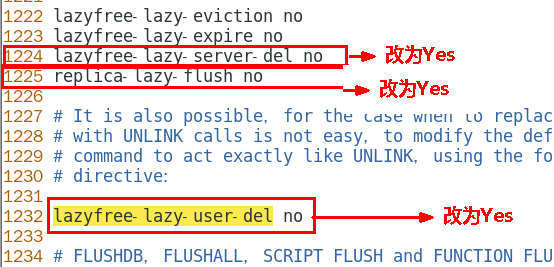 1222 lazyfree-lazy-eviction no
1223 lazyfree-lazy-expire no
1224 lazyfree-lazy-server-del no 改为Yes
1225 replica-lazy-flush no
改为Yes
1226
1227 # It is also possible, for the case when to replac
1228 # with UNLINK calls is not easy, to modify the def
1229 # command to act exactly like UNLINK, using the fo
1230 # directive:
1231
1232 lazyfree-lazy-user-del no 改为Yes
1233
1234 # FLUSHDB, FLUSHALL, SCRIPT FLUSH and FUNCTION FLU